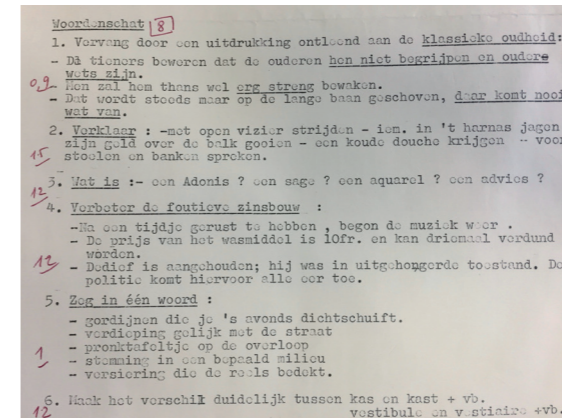 Woordenschat 8
1. Vervang door een uitdrukking ontleend aan de klassieke oudheid:
- Dà tieners beweren dat de ouderen hen niet begrijpen en oudere
wets zijn.
0,9 - Men zal hem thans wel erg streng bewaken.
- Dat wordt steeds maar op de lange baan geschoven, daar komt nooi
wat van.
2. Verklaar : -met open vizier strijden - iem. in 't harnas jagen
zijn geld over de balk gooien - een koude douche krijgen -- voor
15 stoelen en banken spreken.
12 3. Wat is :- een Adonis ? een sage ? een aquarel ? een advies ?
4. Verbeter de foutieve zinsbouw :
-Na een tijdje gerust te hebben , begon de muziek weer .
- De prijs van het wasmiddel is 10fr. en kan driemaal verdund
worden.
12 - Dedief is aangehouden; hij was in uitgehongerde toestand. De
politie komt hiervoor alle eer toe.
5. Zeg in één woord :
- gordijnen die je 's avonds dichtschuift.
- verdieping gelijk met de straat
- pronktafeltje op de overloop
1 - stemming in een bepaald milieu
- versiering die de reels bedekt.
6. Maak het verschil duidelijk tussen kas en kast + vb.
12 vestibule en vestiaire +vb.